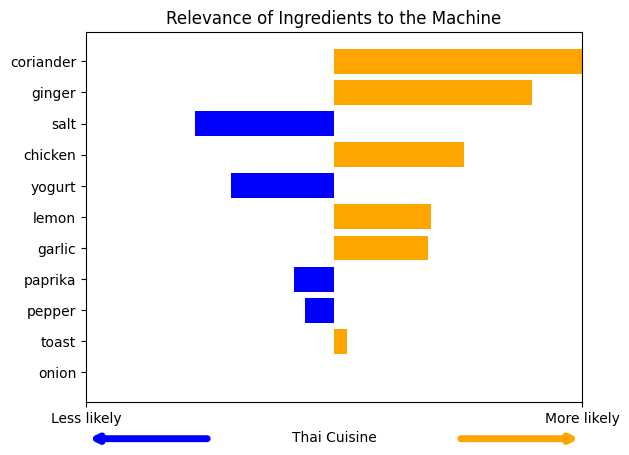 Relevance of Ingredients to the Machine
coriander
ginger
salt
chicken
yogurt
lemon
garlic
paprika
pepper
toast
onion
Less likely
More likely
Thai Cuisine